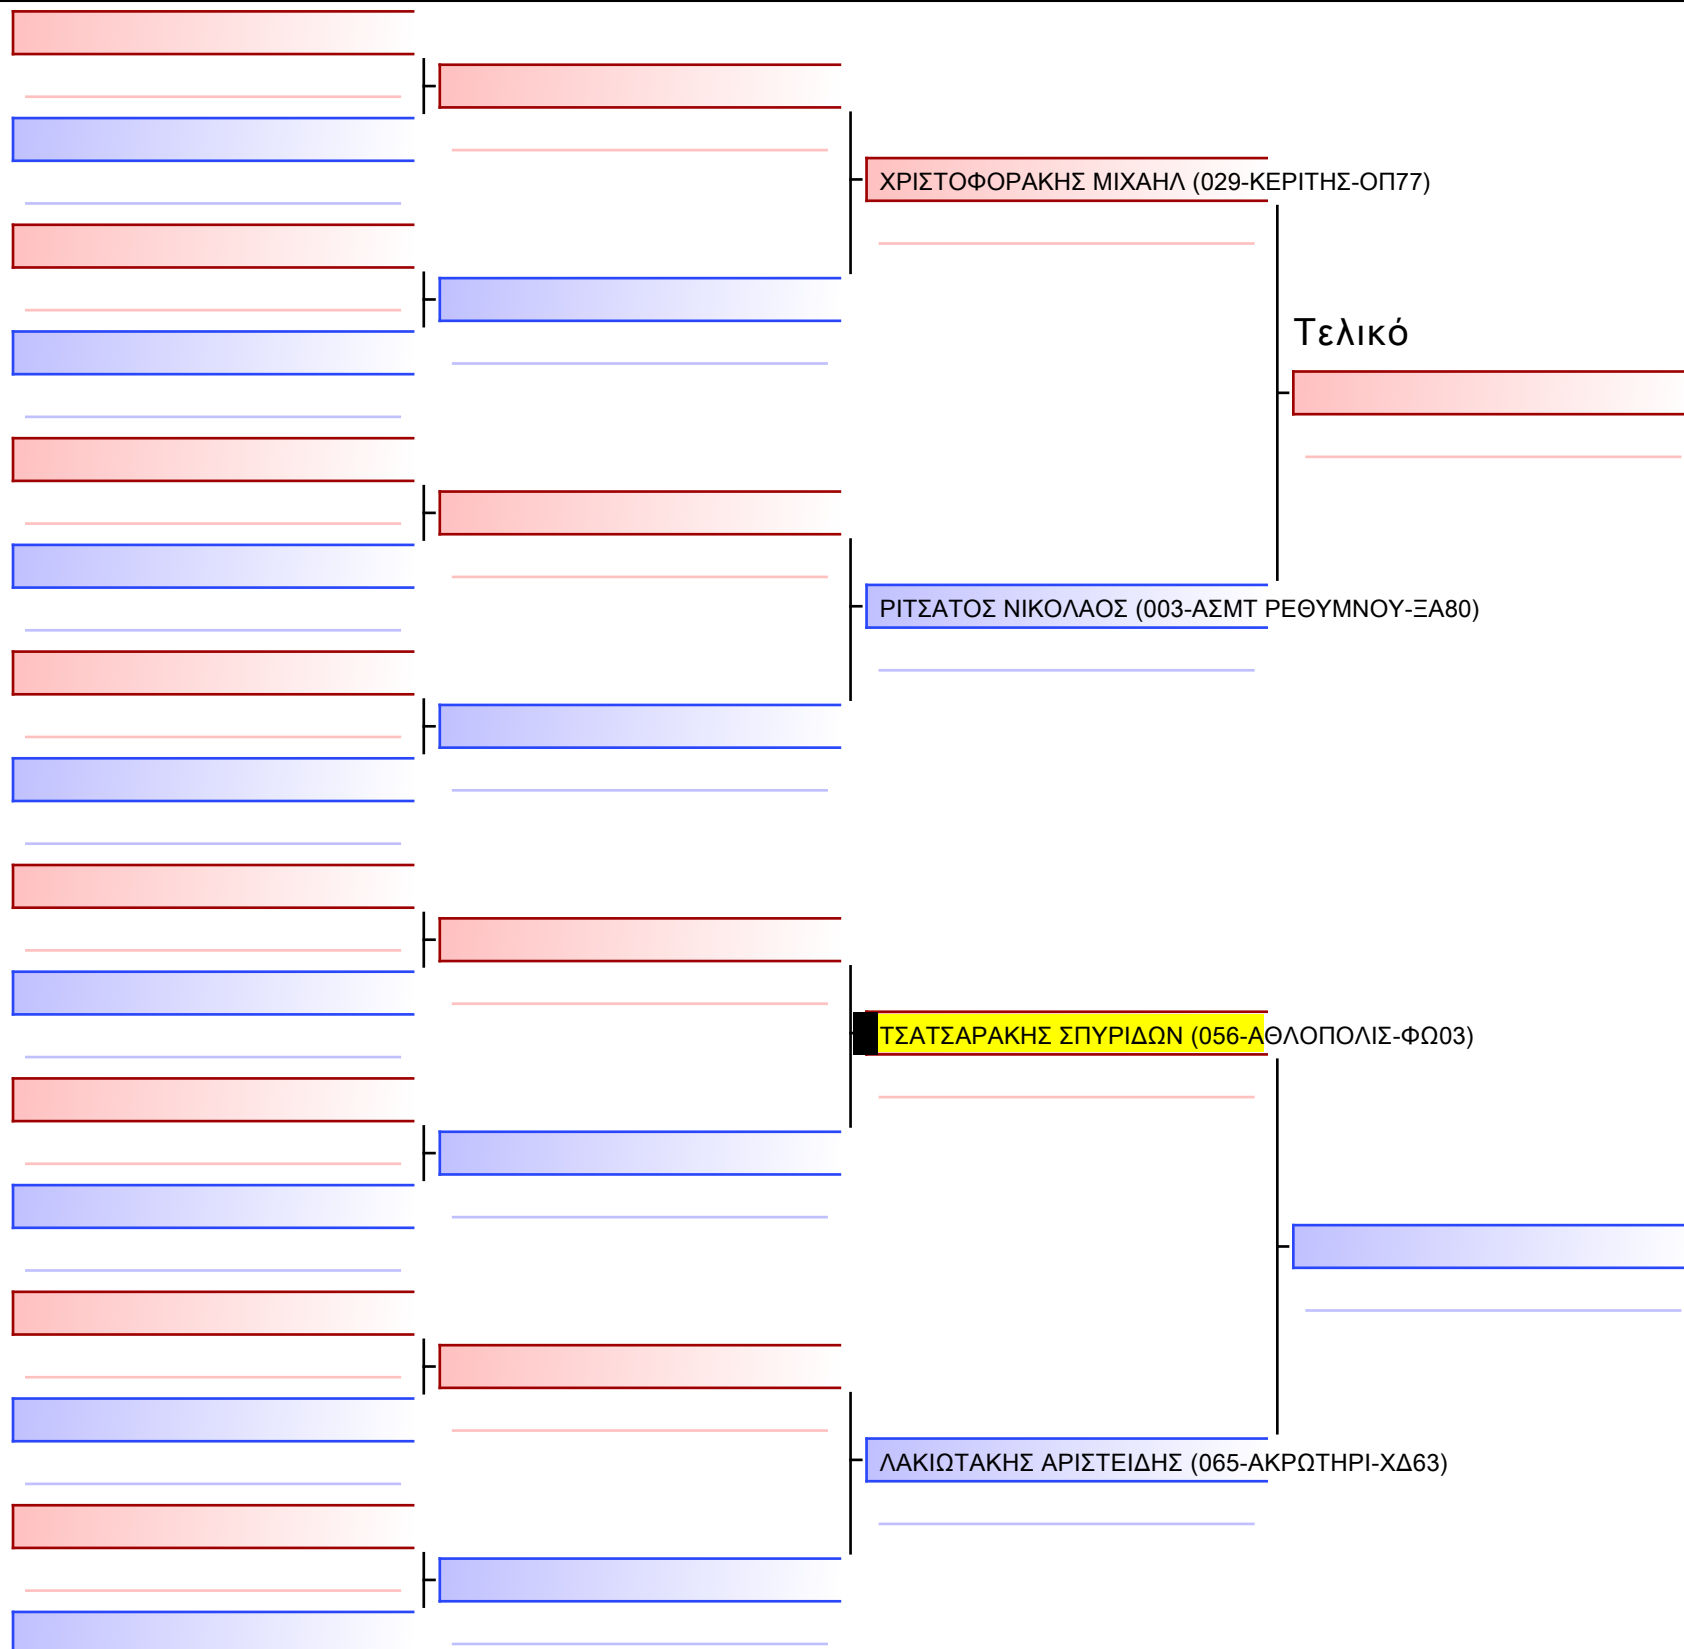 ΧΡΙΣΤΟΦΟΡΑΚΗΣ ΜΙΧΑΗΛ (029-ΚΕΡΙΤΗΣ-ΟΠ77)
Τελικό
ΡΙΤΣΑΤΟΣ ΝΙΚΟΛΑΟΣ (003-ΑΣΜΤ ΡΕΘΥΜΝΟΥ-ΞΑ80)
ΤΣΑΤΣΑΡΑΚΗΣ ΣΠΥΡΙΔΩΝ (056-ΑΘΛΟΠΟΛΙΣ-ΦΩ03)
ΛΑΚΙΩΤΑΚΗΣ ΑΡΙΣΤΕΙΔΗΣ (065-ΑΚΡΩΤΗΡΙ-ΧΔ63)